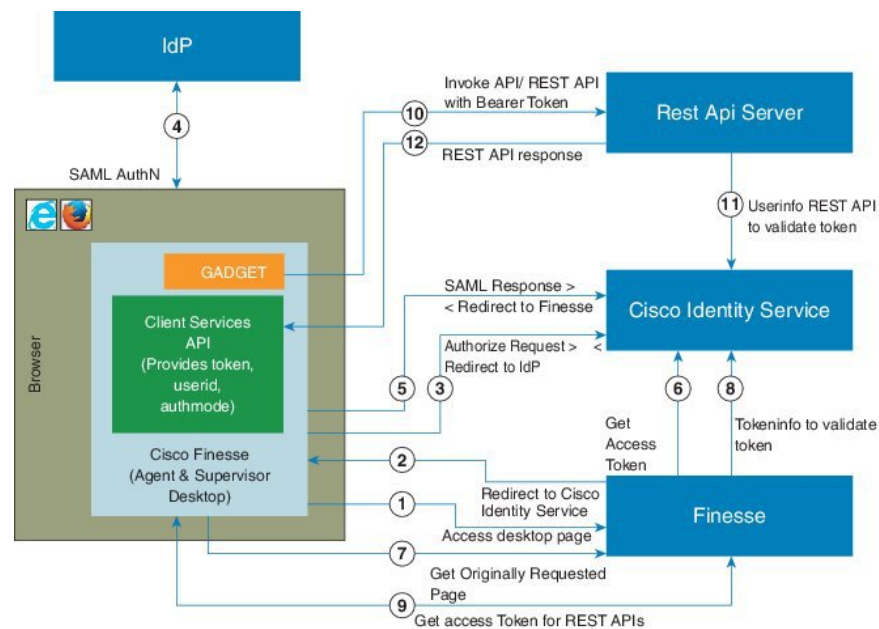 IdP
Invoke API/ REST API
with Bearer Token
10
Rest Api Server
4
12
REST API response
SAML AuthN
11
Userinfo REST API
to validate token
GADGET
SAML Response >
< Redirect to Finesse
Cisco Identity Service
Client Services
API
(Provides token,
userid,
authmode)
Authorize Request > <
Redirect to IdP
Browser
5
3
6
8
Get
Access
Token
Tokeninfo to validate
token
Cisco Finesse
(Agent & Supervisor
Desktop)
2
Redirect to Cisco
Identity Service
1
Access desktop page
Finesse
7
Get Originally Requested
Page
9
Get access Token for REST APIs